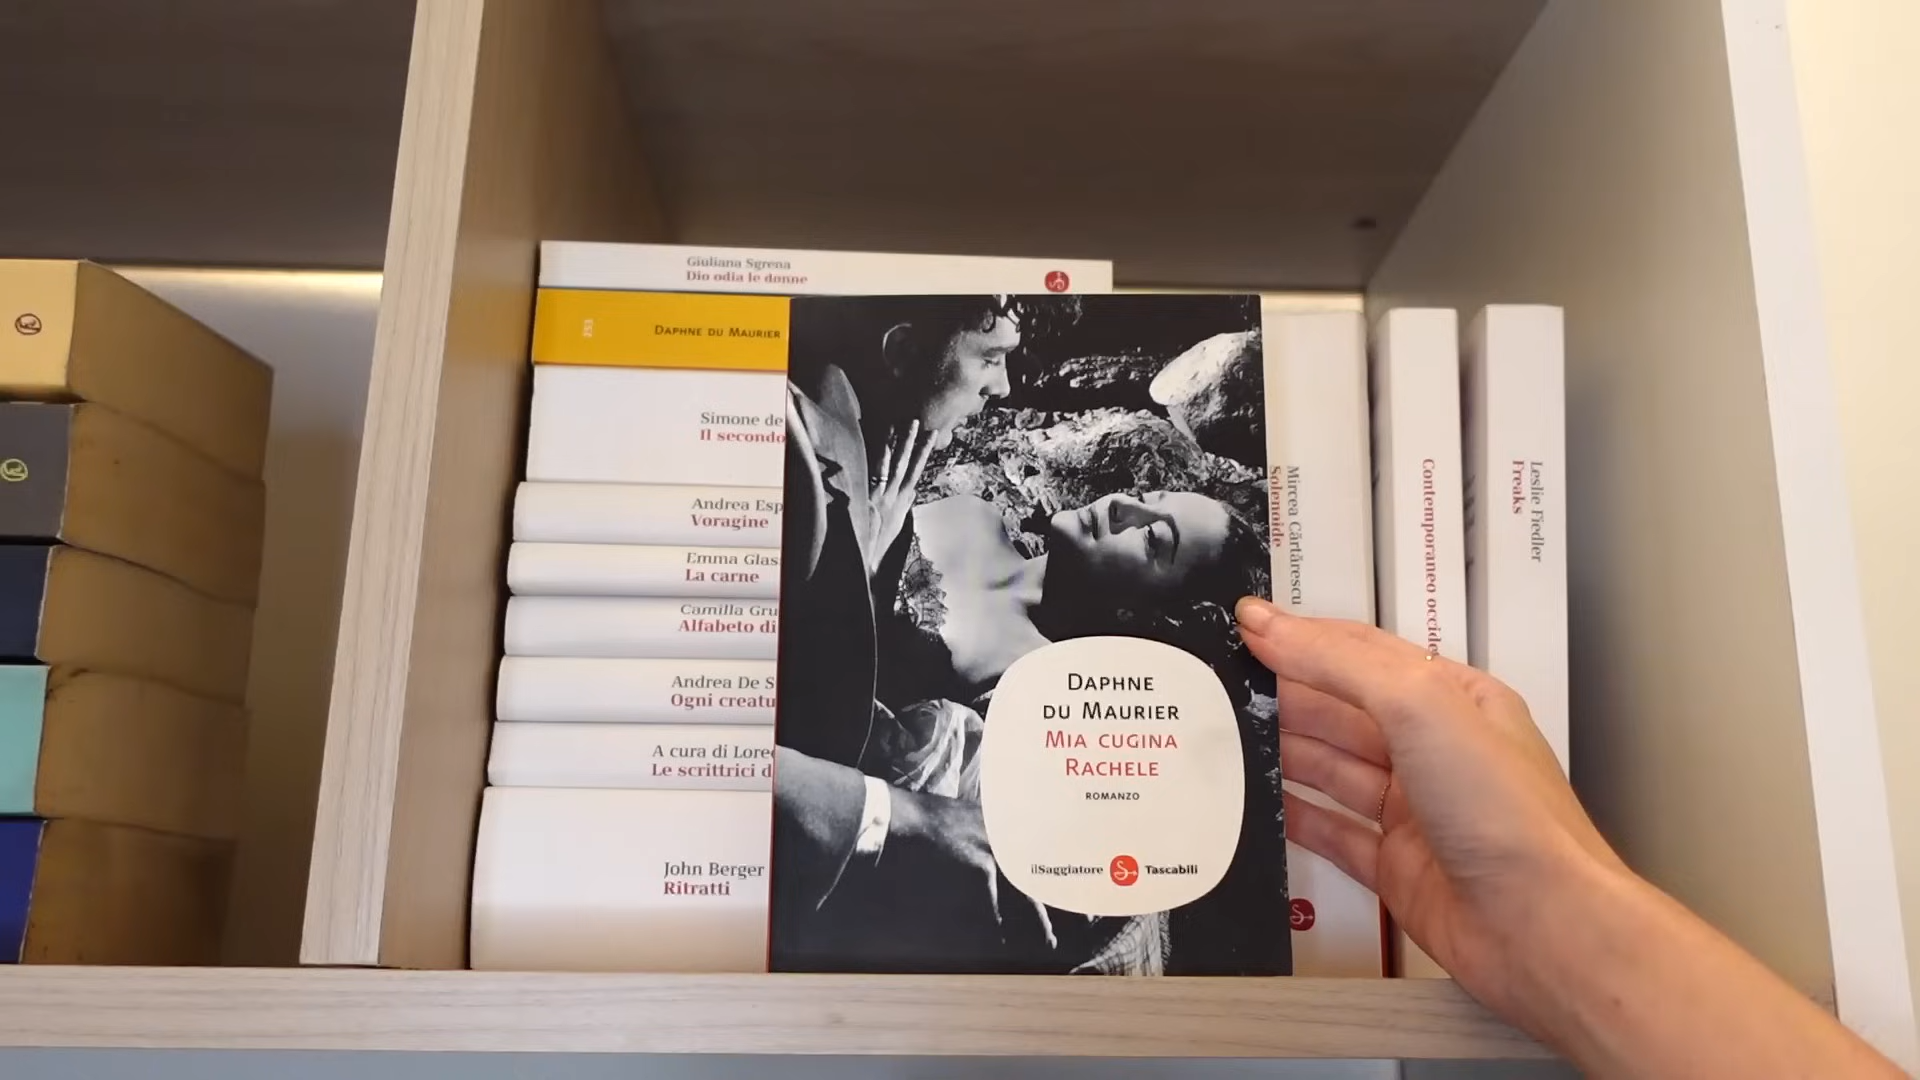 Giuliana Sgrena
Dio odia le donne
253
DAPHNE DU MAURIER
Simone de
Il secondo
Andrea Esp
Voragine
Emma Glas
La carne
Camilla Gru
Alfabeto di
Andrea De S
Ogni creatu
A cura di Lore
Le scrittrici d
John Berger
Ritratti
DAPHNE
DU MAURIER
MIA CUGINA
RACHELE
ROMANZO
ilSaggiatore Tascabili
Mircea Cărtărescu
Solenoide
Contemporaneo occide
Leslie Fiedler
Freaks